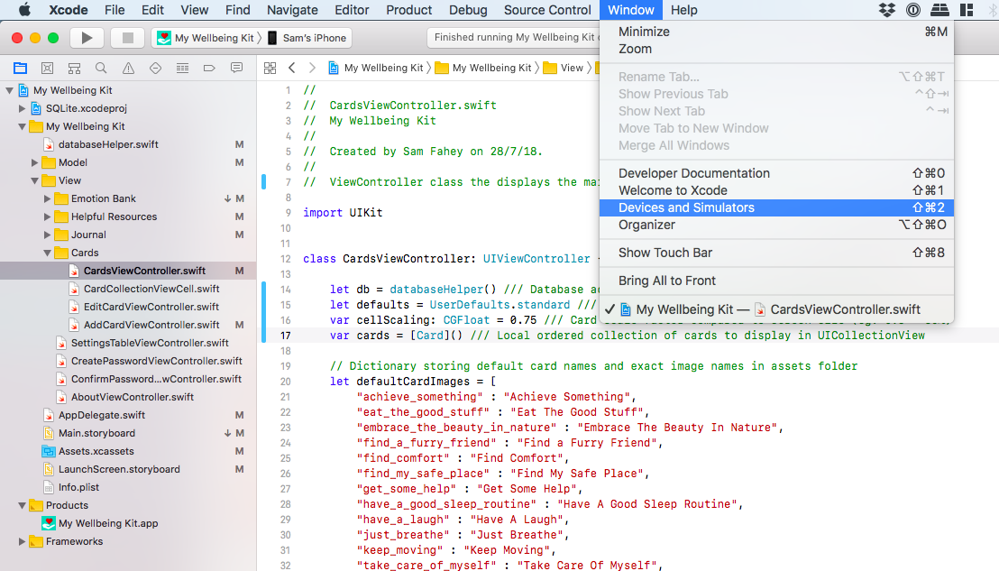 Xcode File Edit View Find Navigate Editor Product Debug Source Control Window Help
My Wellbeing Kit Sam's iPhone
Finished running My Wellbeing Kit
My Wellbeing Kit My Wellbeing Kit View
My Wellbeing Kit
SQLite.xcodeproj
My Wellbeing Kit
databaseHelper.swift M
Model M
View
Emotion Bank M
Helpful Resources M
Journal M
Cards
CardsViewController.swift M
CardCollectionViewCell.swift
EditCardViewController.swift
AddCardViewController.swift M
SettingsTableViewController.swift
CreatePasswordViewController.swift
ConfirmPassword...wController.swift
AboutViewController.swift
AppDelegate.swift M
Main.storyboard M
Assets.xcassets M
LaunchScreen.storyboard M
Info.plist
Products
My Wellbeing Kit.app
Frameworks
1 //
2 // CardsViewController.swift
3 // My Wellbeing Kit
4 //
5 // Created by Sam Fahey on 28/7/18.
6 //
7 // ViewController class the displays the
8
9 import UIKit
10
11
12 class CardsViewController: UIViewController
13
14 let db = databaseHelper() /// Database
15 let defaults = UserDefaults.standard ///
16 var cellScaling: CGFloat = 0.75 /// Card
17 var cards = [Card]() /// Local ordered collection of cards to display in UICollectionView
18
19 // Dictionary storing default card names and exact image names in assets folder
20 let defaultCardImages = [
21 "achieve_something" : "Achieve Something",
22 "eat_the_good_stuff" : "Eat The Good Stuff",
23 "embrace_the_beauty_in_nature" : "Embrace The Beauty In Nature",
24 "find_a_furry_friend" : "Find a Furry Friend",
25 "find_comfort" : "Find Comfort",
26 "find_my_safe_place" : "Find My Safe Place",
27 "get_some_help" : "Get Some Help",
28 "have_a_good_sleep_routine" : "Have A Good Sleep Routine",
29 "have_a_laugh" : "Have A Laugh",
30 "just_breathe" : "Just Breathe",
31 "keep_moving" : "Keep Moving",
32 "take_care_of_myself" : "Take Care Of Myself",
Minimize ⌘M
Zoom
Rename Tab... ⌥⇧⌘T
Show Previous Tab ^⇧⇥
Show Next Tab ^⇥
Move Tab to New Window
Merge All Windows
Developer Documentation ⇧⌘0
Welcome to Xcode ⇧⌘1
Devices and Simulators ⇧⌘2
Organizer ⌥⇧⌘O
Show Touch Bar ⇧⌘8
Bring All to Front
✓ My Wellbeing Kit — CardsViewController.swift